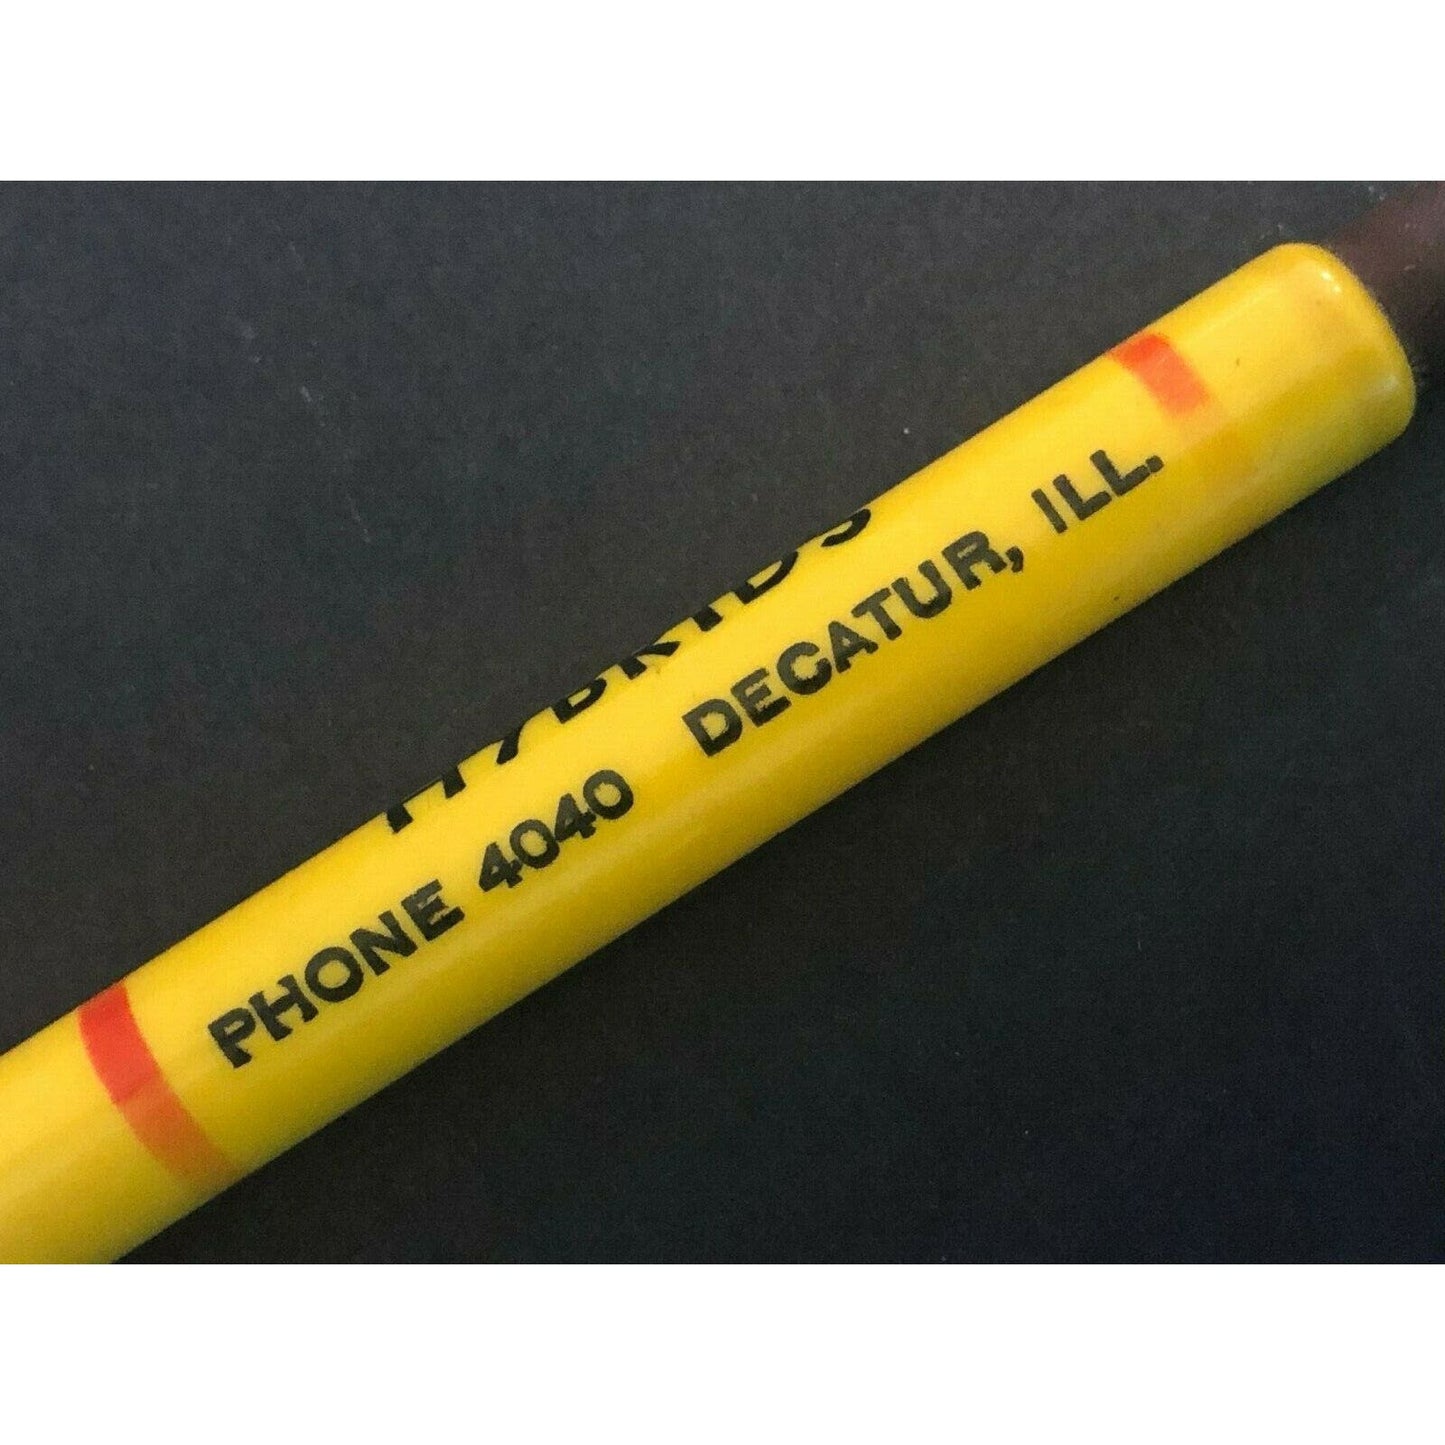 HYBRIDS
PHONE 4040 DECATUR, ILL.